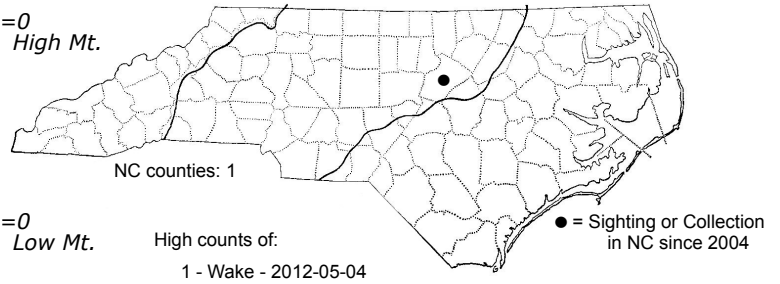 =0
High Mt.
NC counties: 1
=0
Low Mt.
High counts of:
1 - Wake - 2012-05-04
● = Sighting or Collection
in NC since 2004